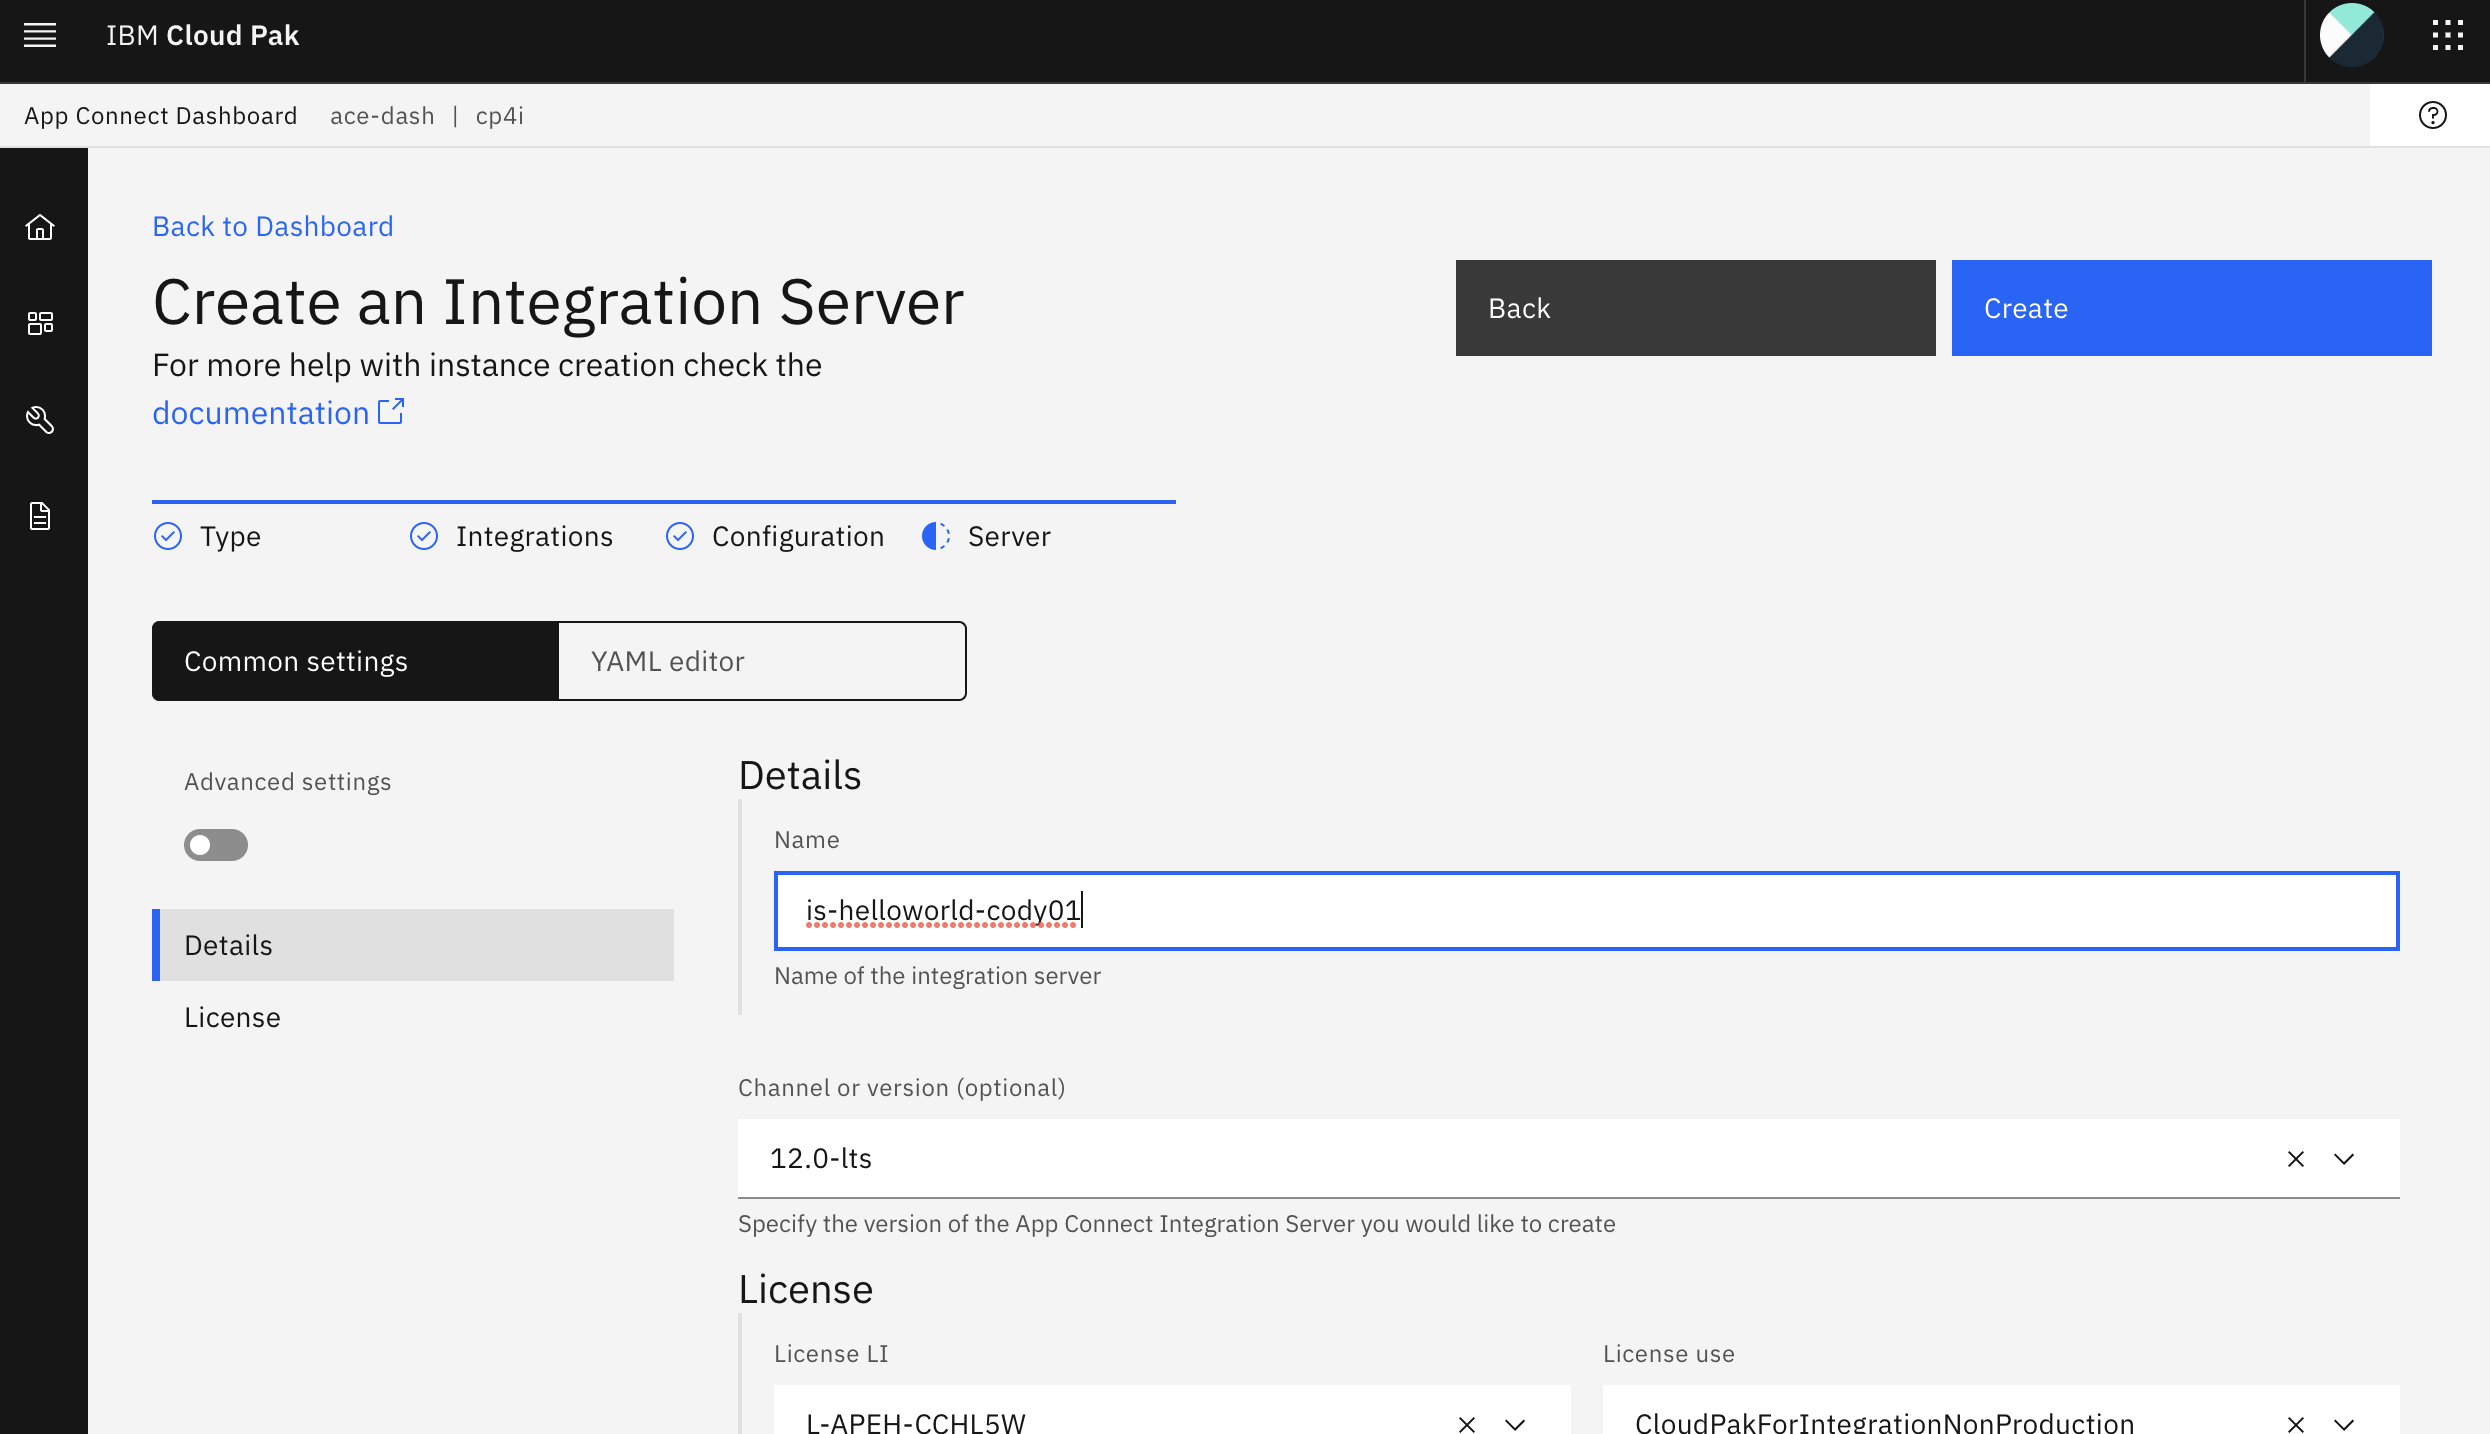 IBM Cloud Pak
App Connect Dashboard ace-dash | cp4i
Back to Dashboard
Create an Integration Server
For more help with instance creation check the
documentation
Back
Create
Type
Integrations
Configuration
Server
Common settings
YAML editor
Advanced settings
Details
License
Details
Name
is-helloworld-cody01
Name of the integration server
Channel or version (optional)
12.0-lts
Specify the version of the App Connect Integration Server you would like to create
License
License LI
License use
L-APEH-CCHL5W
CloudPakForIntegrationNonProduction